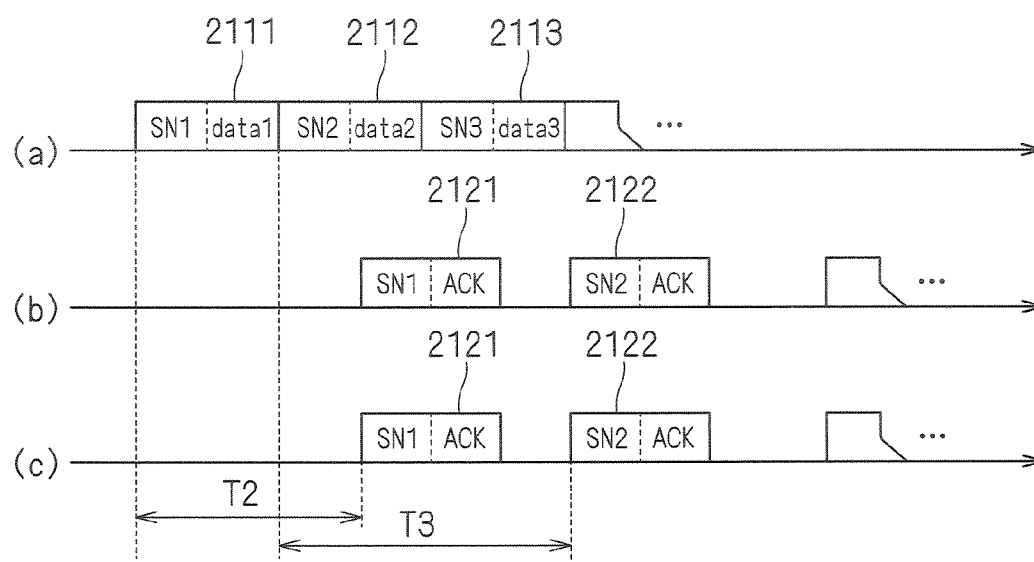 2111 2112 2113
(a) SN1 data1 SN2 data2 SN3 data3 ...
2121 2122
(b) SN1 ACK SN2 ACK ...
2121 2122
(c) SN1 ACK SN2 ACK ...
T2
T3